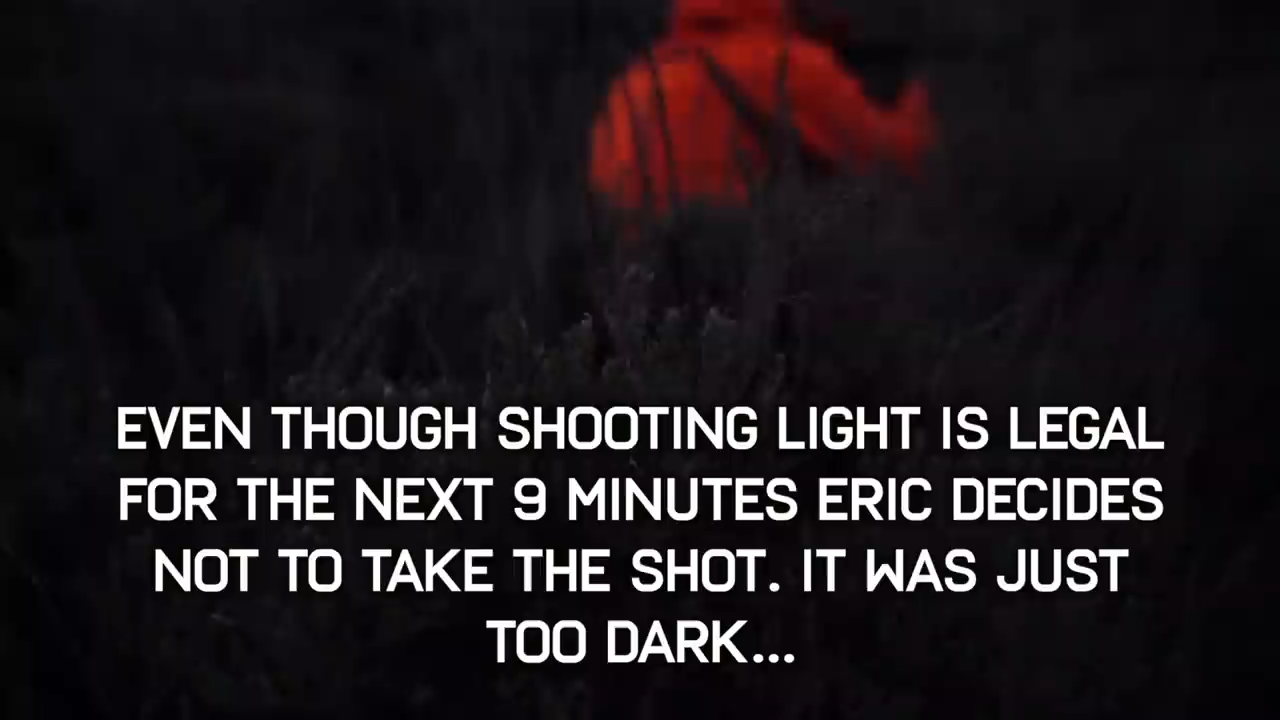 EVEN THOUGH SHOOTING LIGHT IS LEGAL
FOR THE NEXT 9 MINUTES ERIC DECIDES
NOT TO TAKE THE SHOT. IT WAS JUST
TOO DARK...